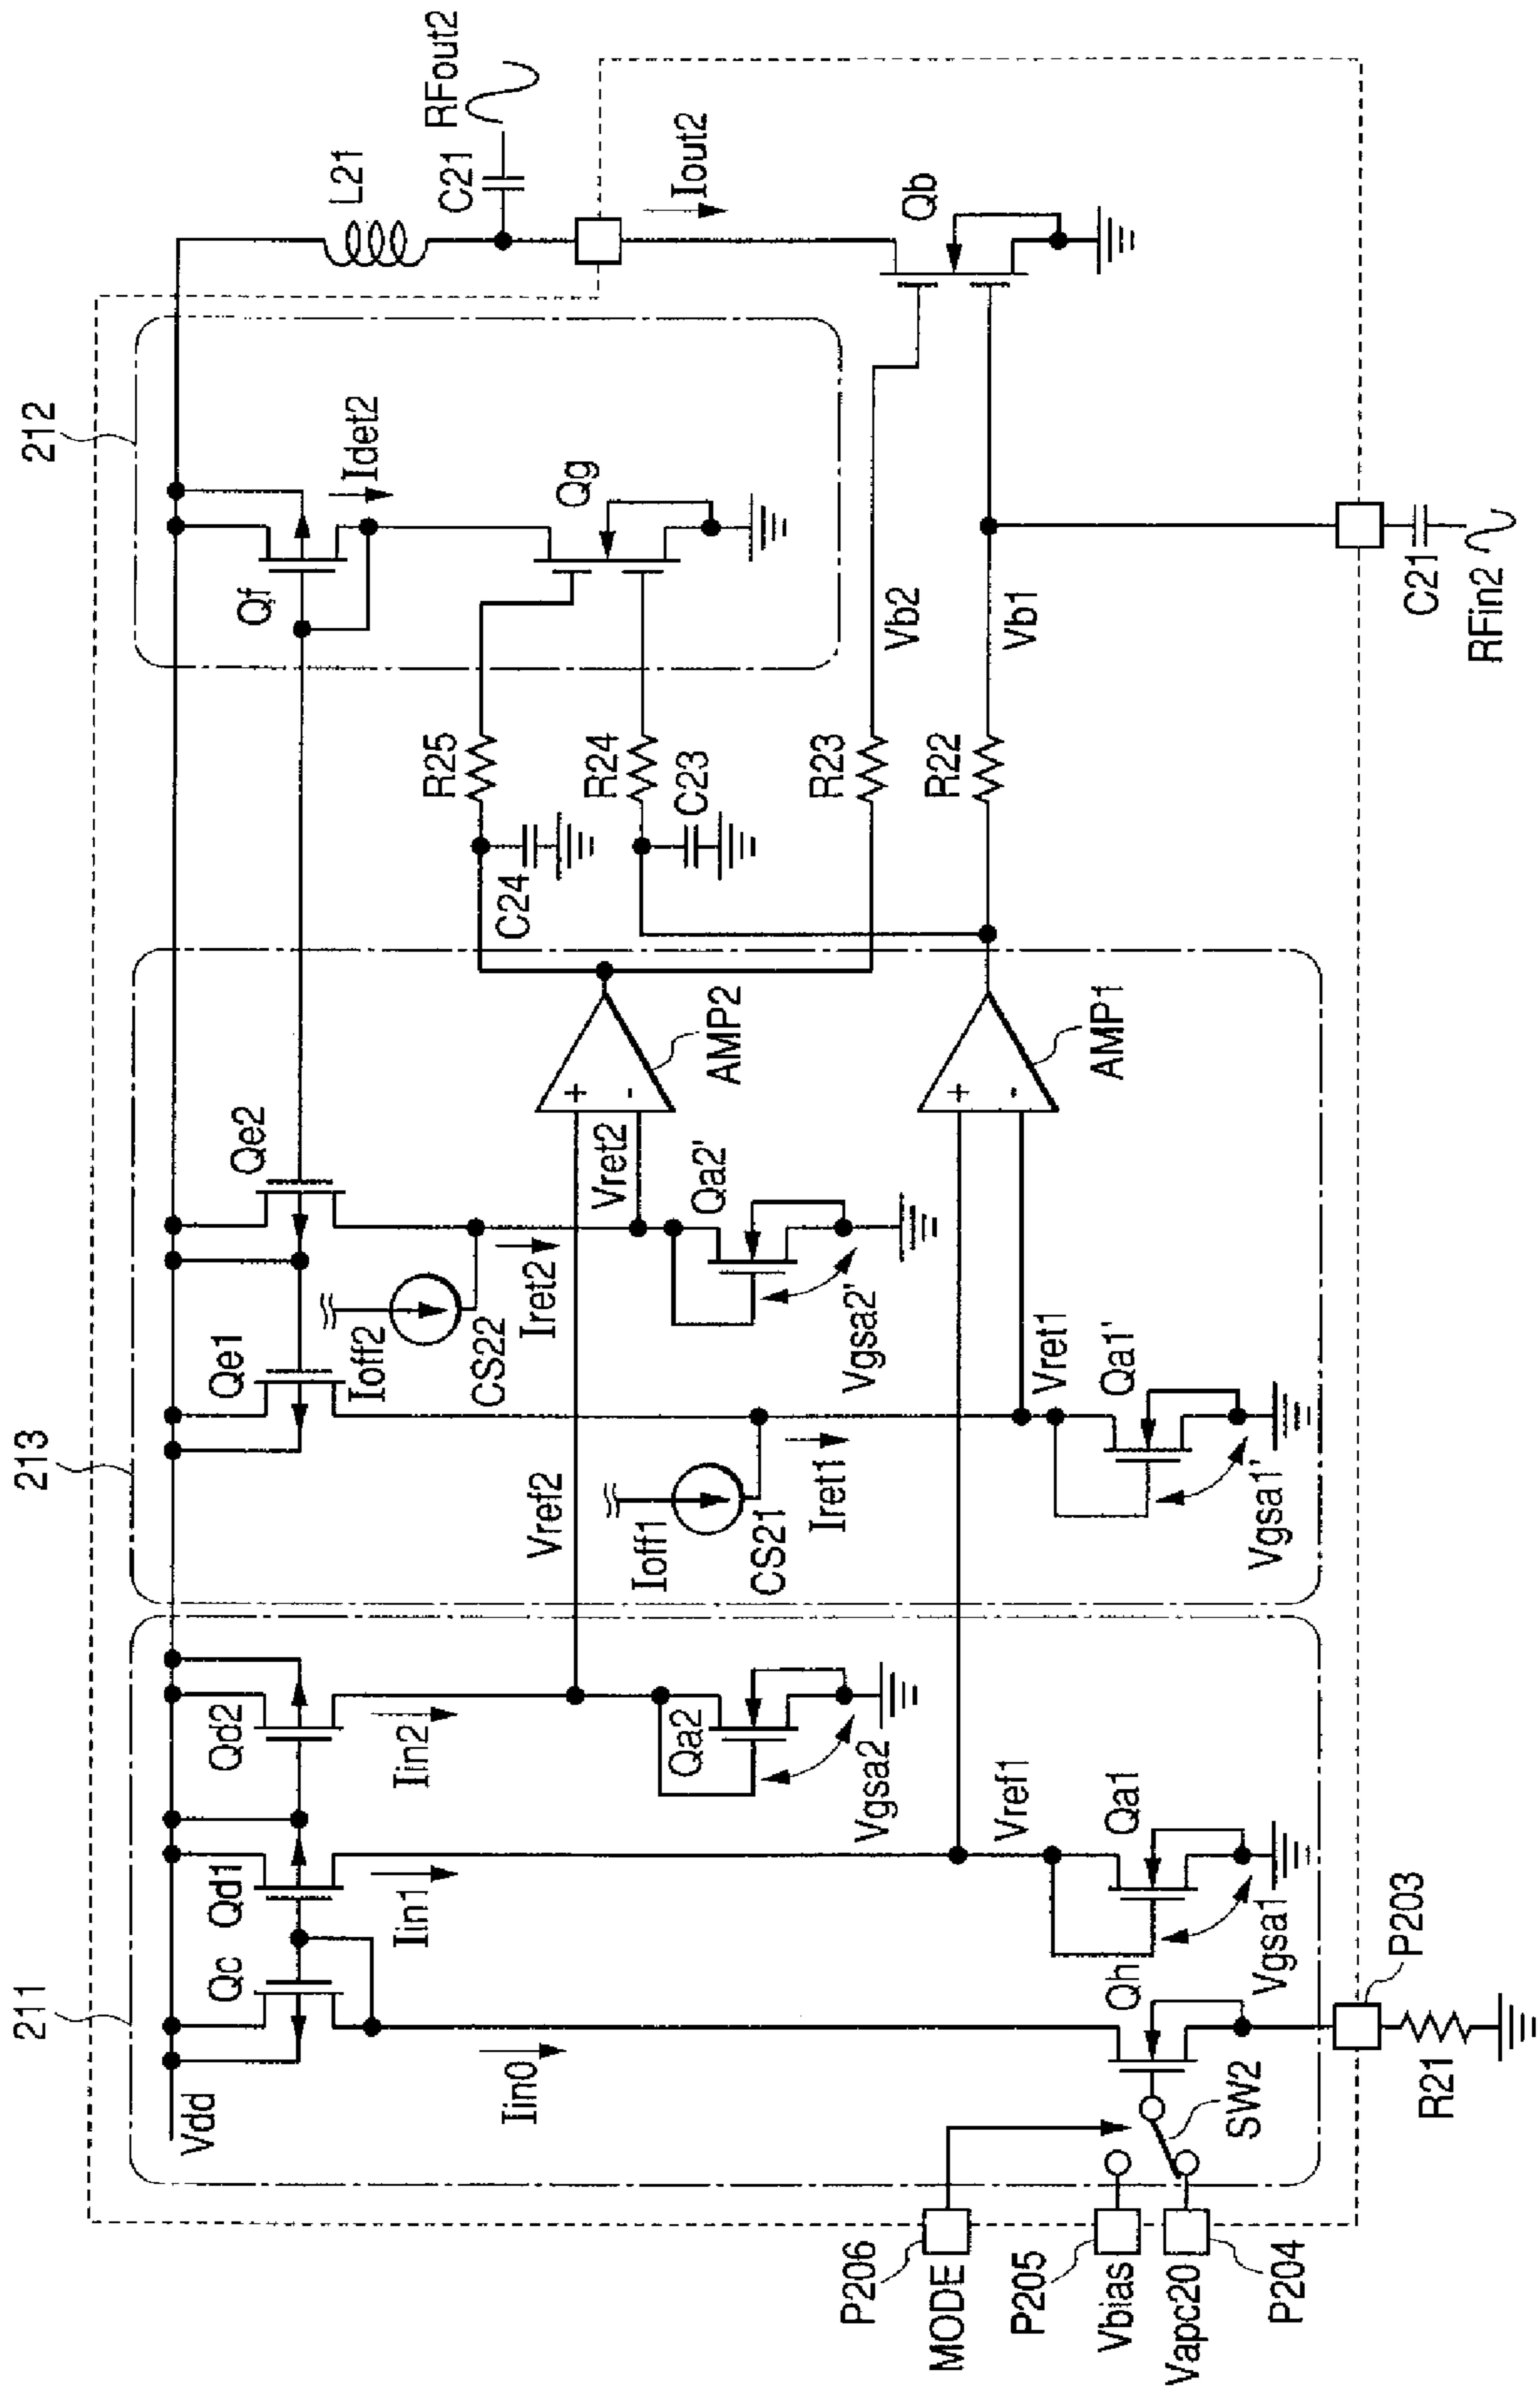 211
213
212
Vdd
Qc
Qd1
Qd2
Qe1
Qe2
Qf
Idet2
L21
C21
RFout2
Iin0
Iin1
Iin2
Ioff2
CS22
Iret2
Vref2
Vret2
AMP2
R25
C24
R24
C23
Qg
Iout2
Qa2
Vgsa2
Qa2'
Vgsa2'
Ioff1
CS21
Iret1
R23
Vb2
Qb
Vref1
Vret1
AMP1
R22
Vb1
Qh
Qa1
Vgsa1
Qa1'
Vgsa1'
SW2
P206
MODE
P205
Vbias
Vapc20
P204
P203
R21
C21
RFin2
+
-
+
-